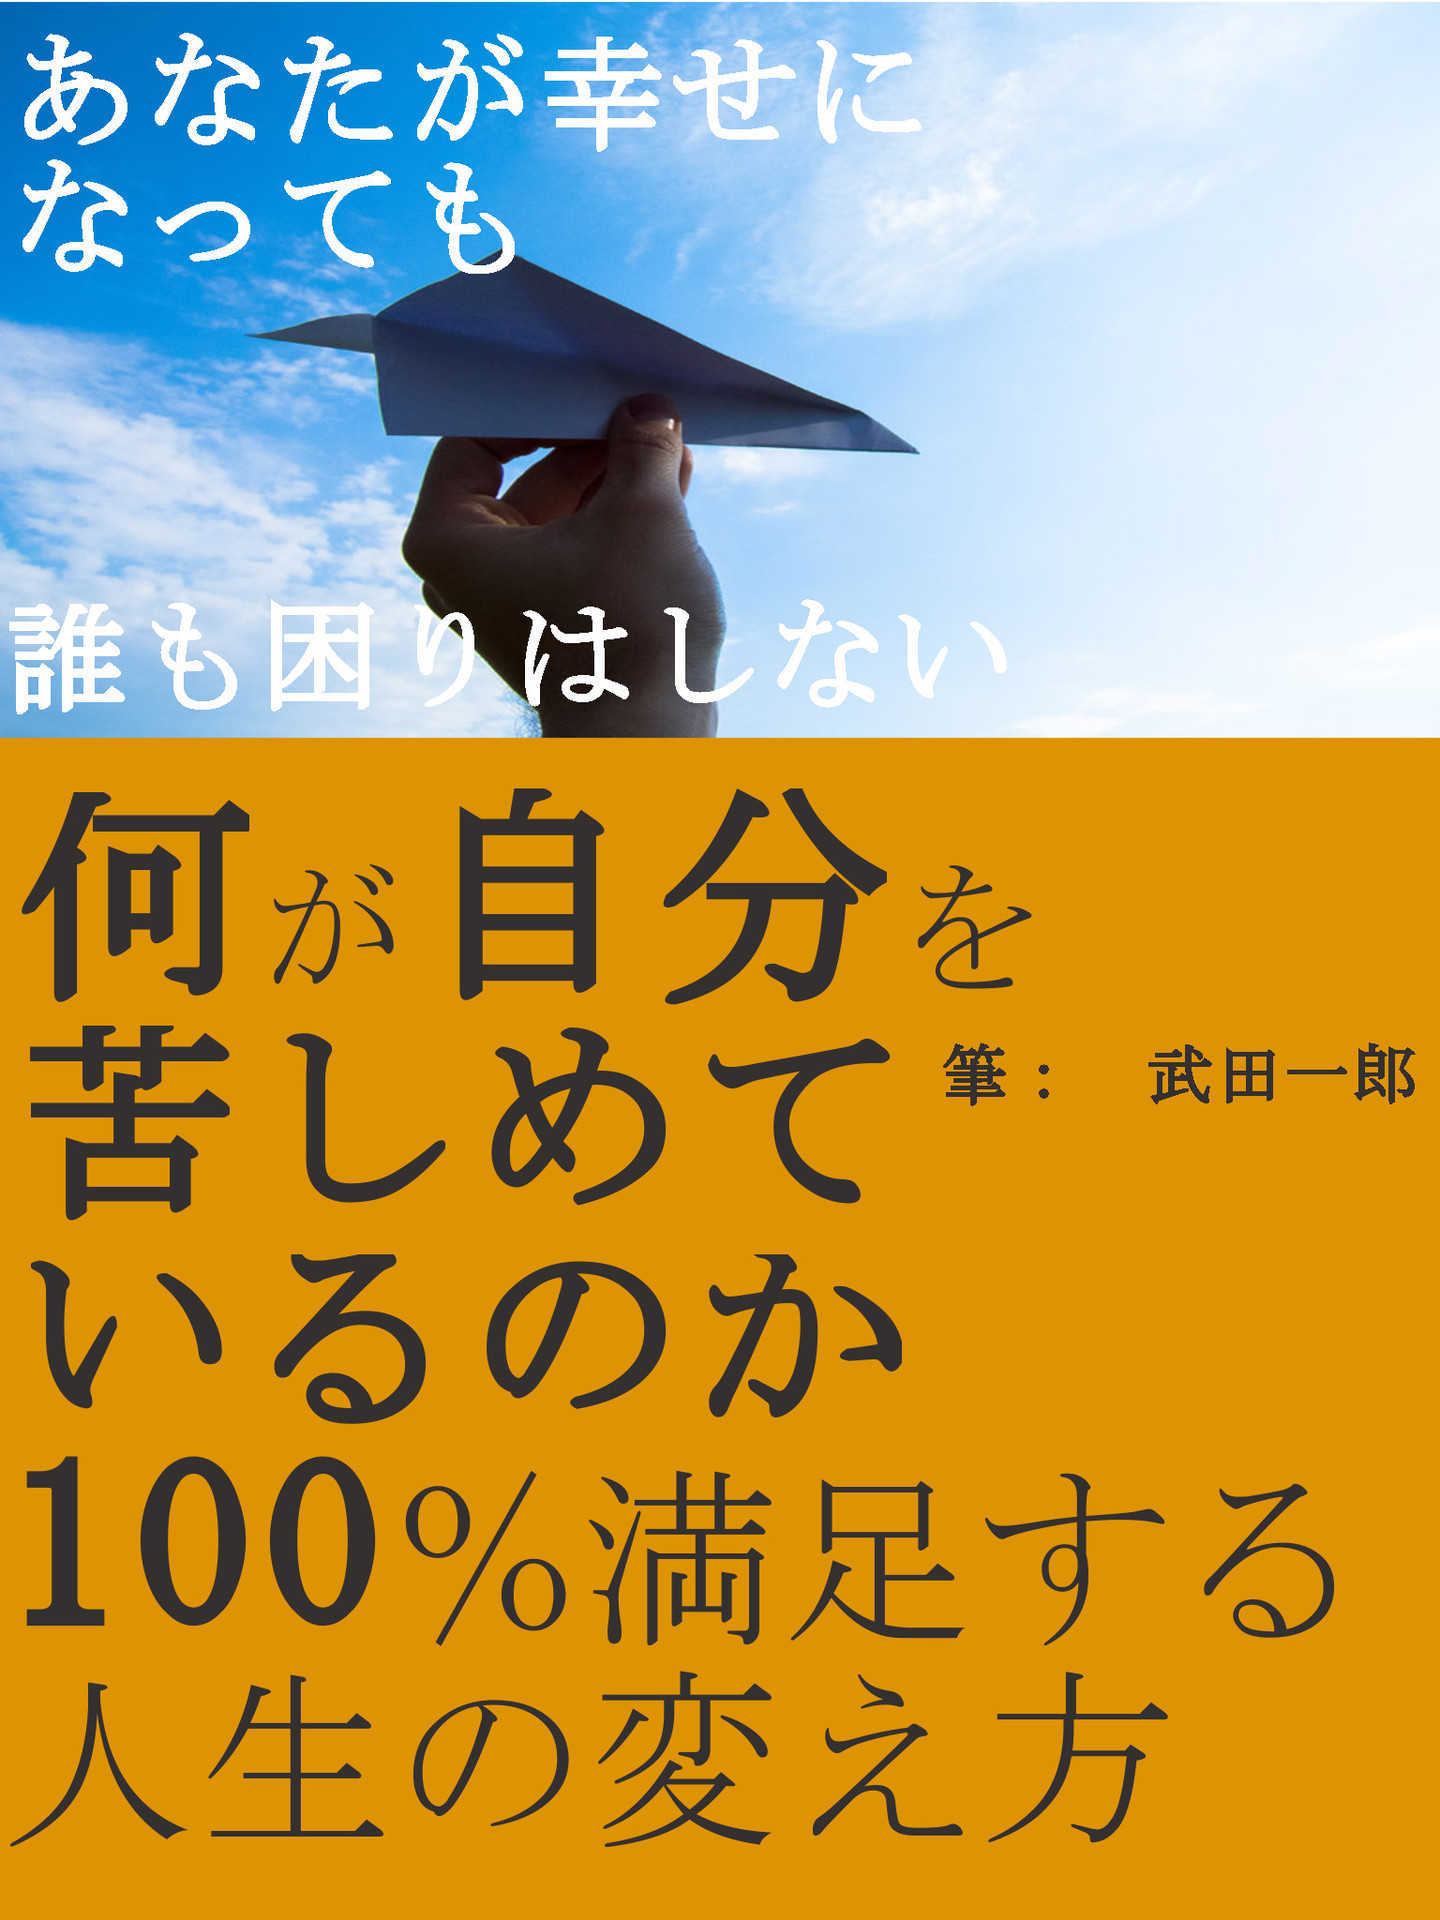 あなたが幸せに
なっても
誰も困りはしない
何が自分を
苦しめて
筆：　武田一郎
いるのか
100%満足する
人生の変え方